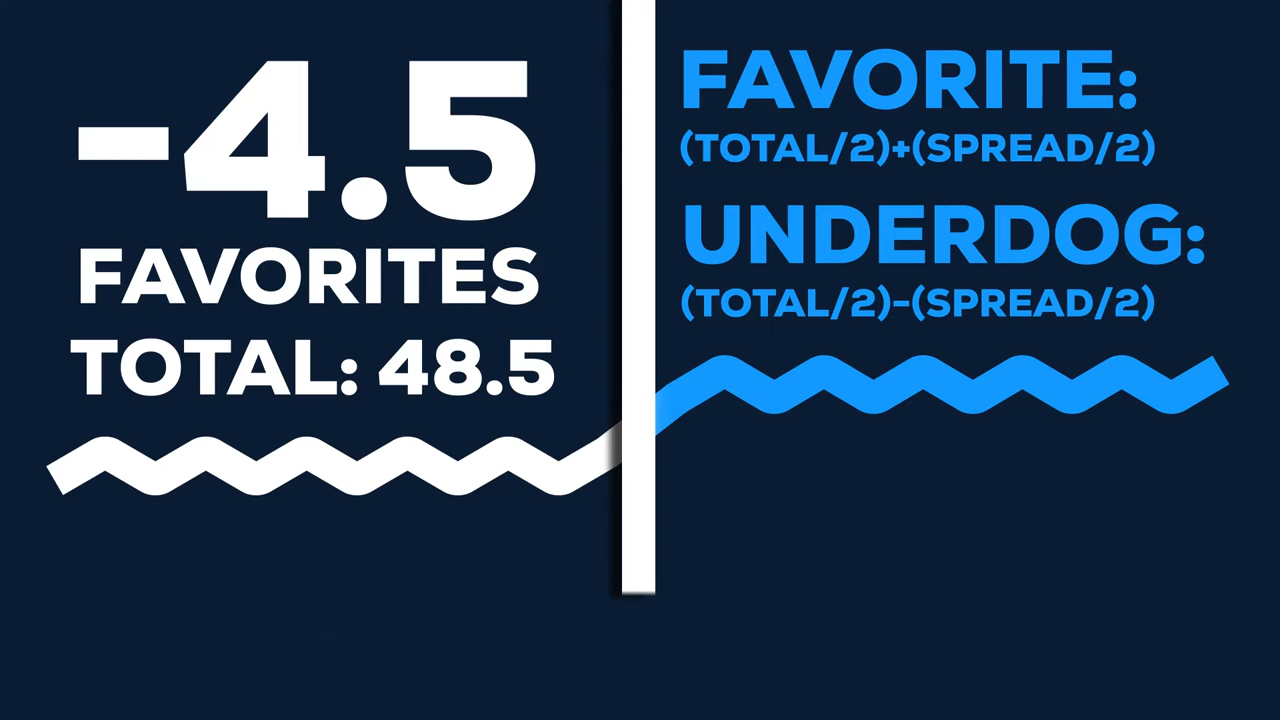 -4.5
FAVORITES
TOTAL: 48.5
FAVORITE:
(TOTAL/2)+(SPREAD/2)
UNDERDOG:
(TOTAL/2)-(SPREAD/2)